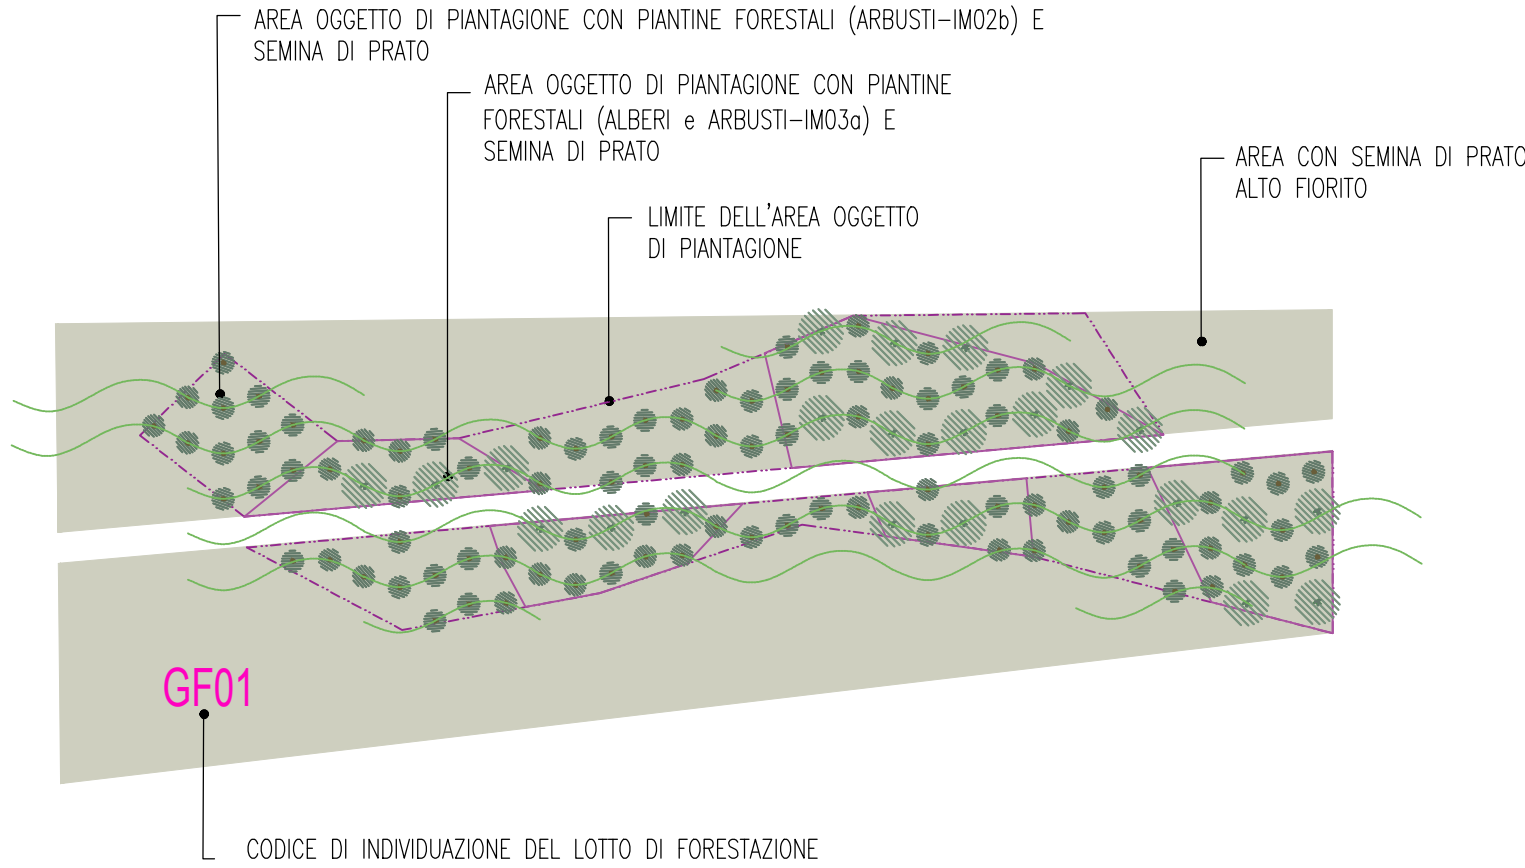 AREA OGGETTO DI PIANTAGIONE CON PIANTINE FORESTALI (ARBUSTI-IM02b) E
SEMINA DI PRATO
AREA OGGETTO DI PIANTAGIONE CON PIANTINE
FORESTALI (ALBERI e ARBUSTI-IM03a) E
SEMINA DI PRATO
AREA CON SEMINA DI PRATO
ALTO FIORITO
LIMITE DELL'AREA OGGETTO
DI PIANTAGIONE
GF01
CODICE DI INDIVIDUAZIONE DEL LOTTO DI FORESTAZIONE